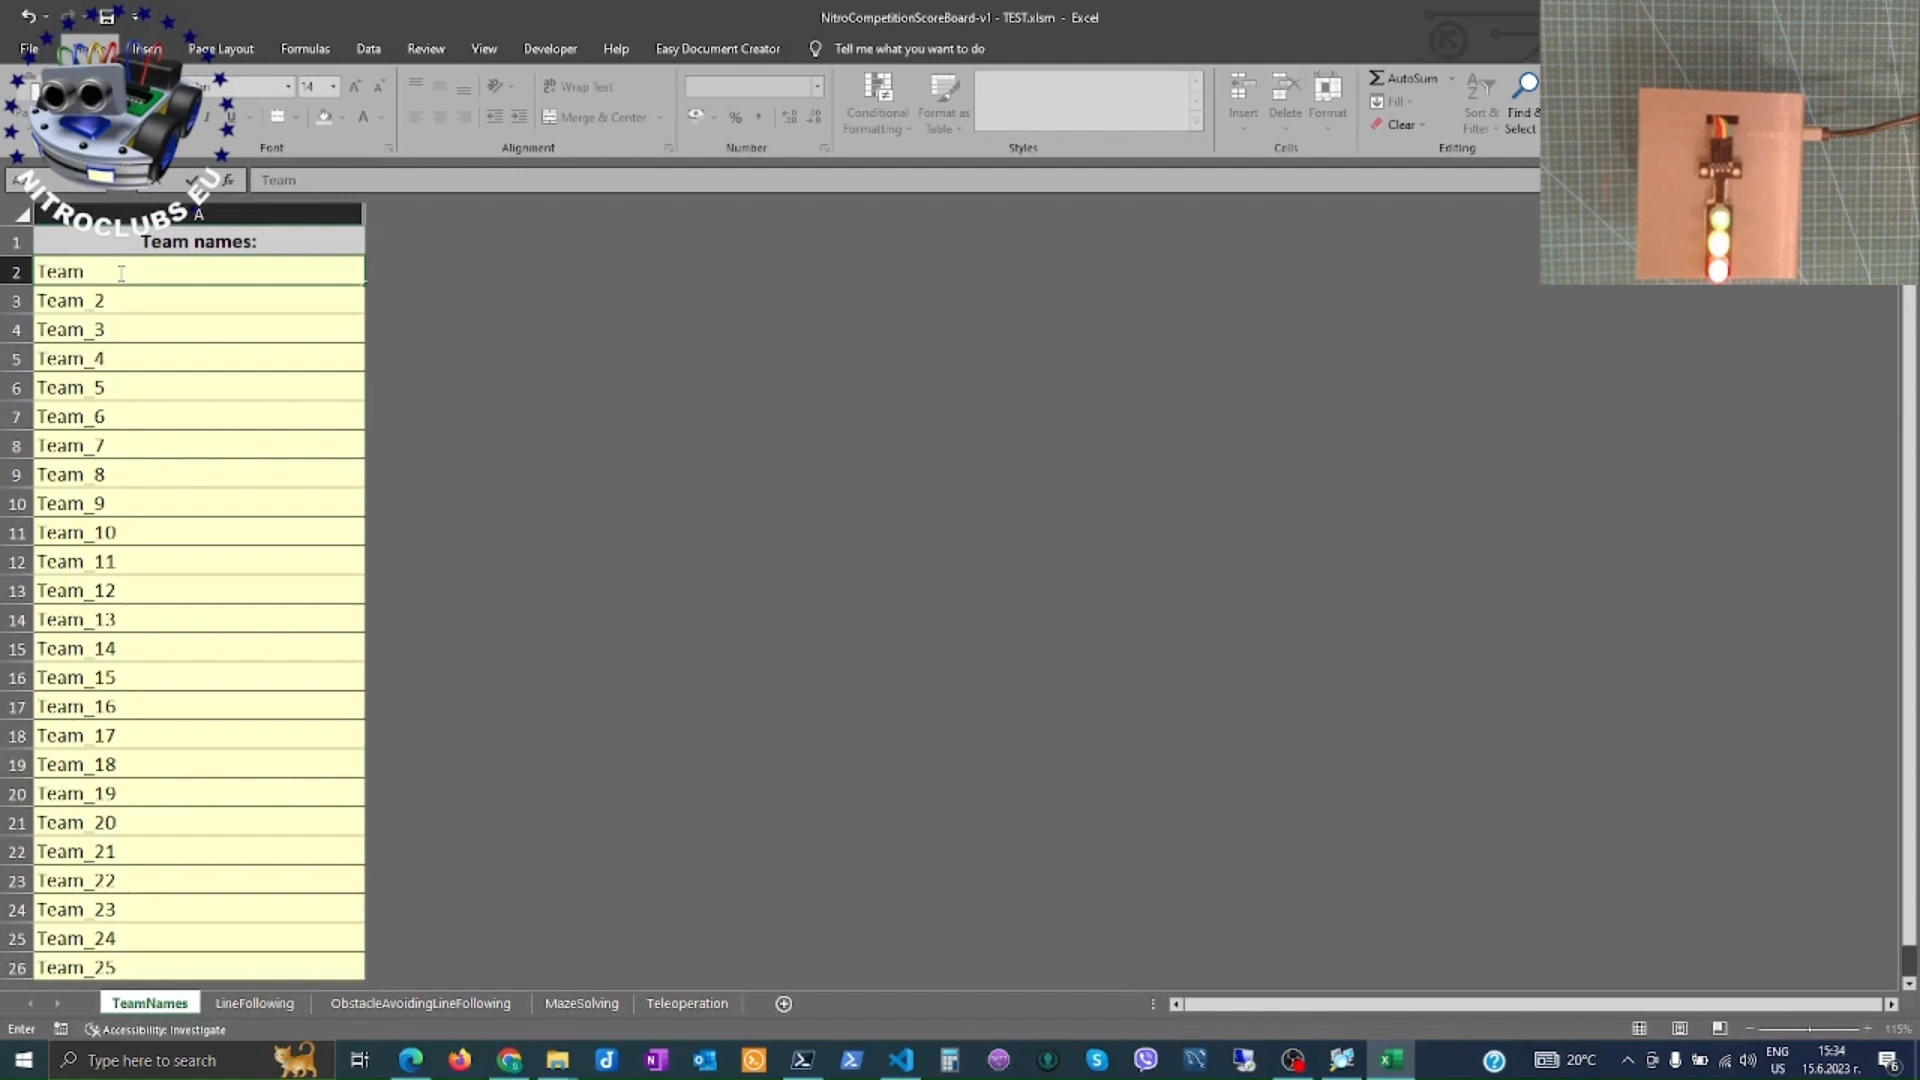 NitroCompetitionScoreBoard-v1 - TEST.xlsm - Excel
File Insert Page Layout Formulas Data Review View Developer Help Easy Document Creator Tell me what you want to do
14
Wrap Text
Merge & Center
Conditional Formatting
Format as Table
Insert
Delete
Format
AutoSum
Fill
Clear
Sort & Filter
Find & Select
Font
Alignment
Number
Styles
Cells
Editing
fx
Team
NITROCLUBS EU
A
1 Team names:
2 Team
3 Team_2
4 Team_3
5 Team_4
6 Team_5
7 Team_6
8 Team_7
9 Team_8
10 Team_9
11 Team_10
12 Team_11
13 Team_12
14 Team_13
15 Team_14
16 Team_15
17 Team_16
18 Team_17
19 Team_18
20 Team_19
21 Team_20
22 Team_21
23 Team_22
24 Team_23
25 Team_24
26 Team_25
TeamNames LineFollowing ObstacleAvoidingLineFollowing MazeSolving Teleoperation
Enter Accessibility: Investigate 115%
Type here to search
20°C
ENG
US
15:34
15.6.2023 г.
6